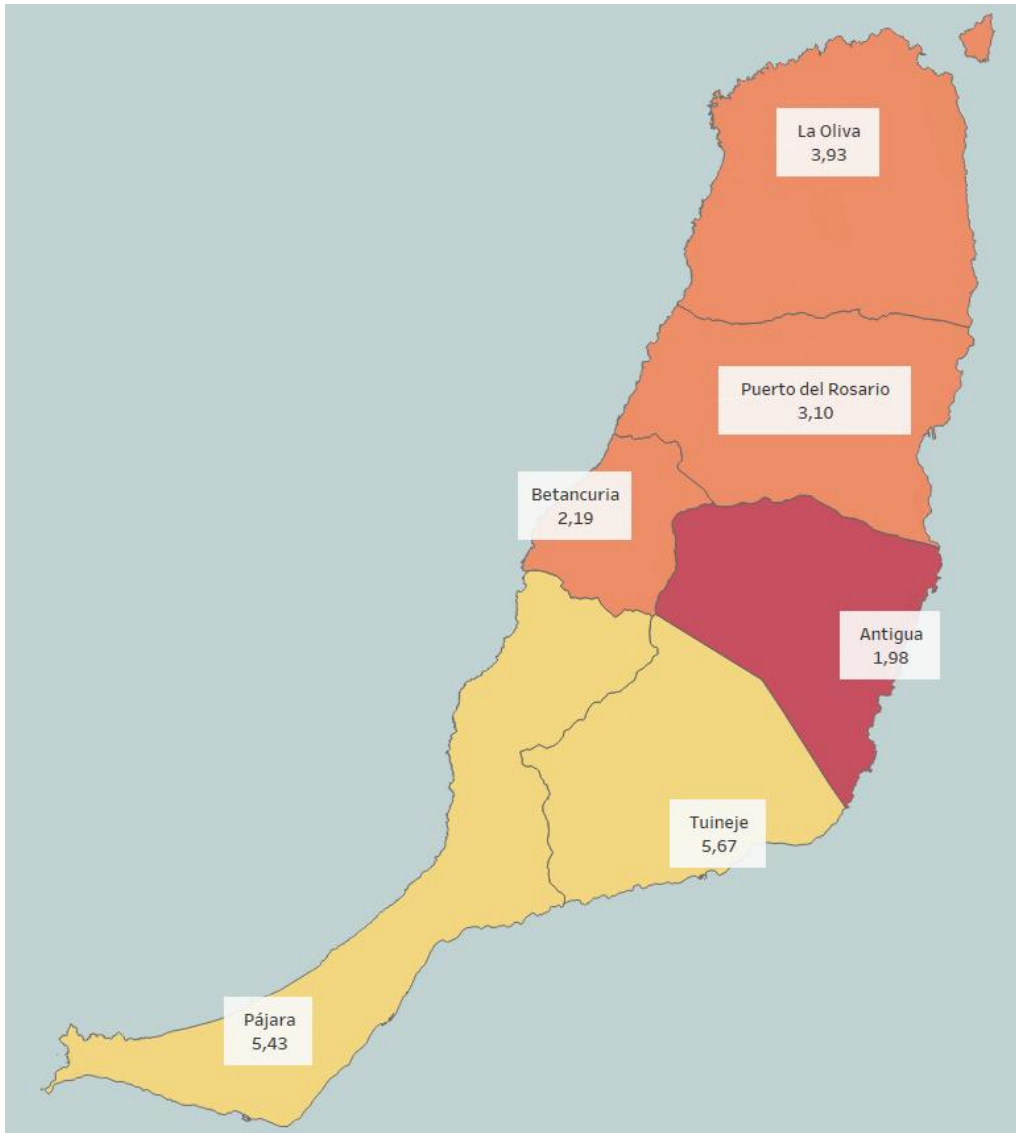 La Oliva
3,93
Puerto del Rosario
3,10
Betancuria
2,19
Antigua
1,98
Tuineje
5,67
Pájara
5,43